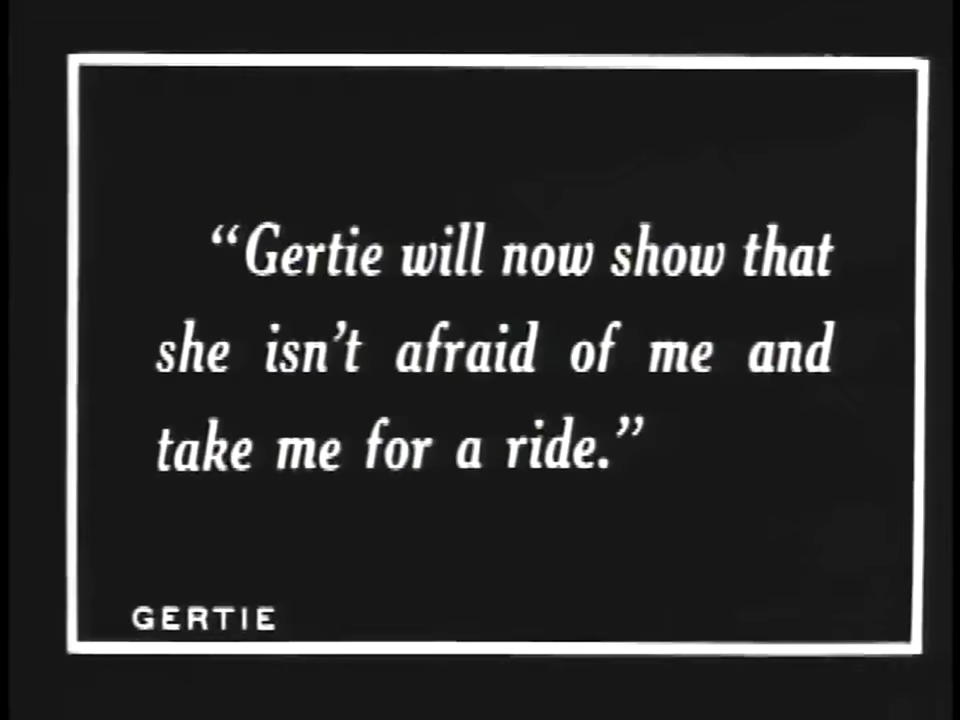 “Gertie will now show that
she isn’t afraid of me and
take me for a ride.”
GERTIE